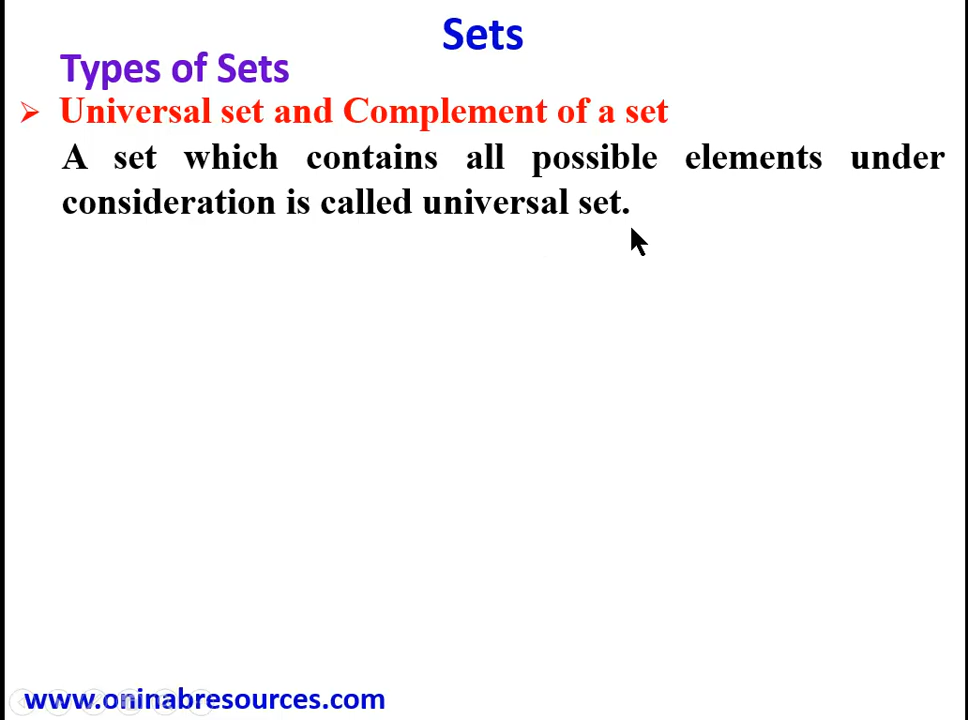 Sets
Types of Sets
➢ Universal set and Complement of a set
A set which contains all possible elements under
consideration is called universal set.
www.oninabresources.com